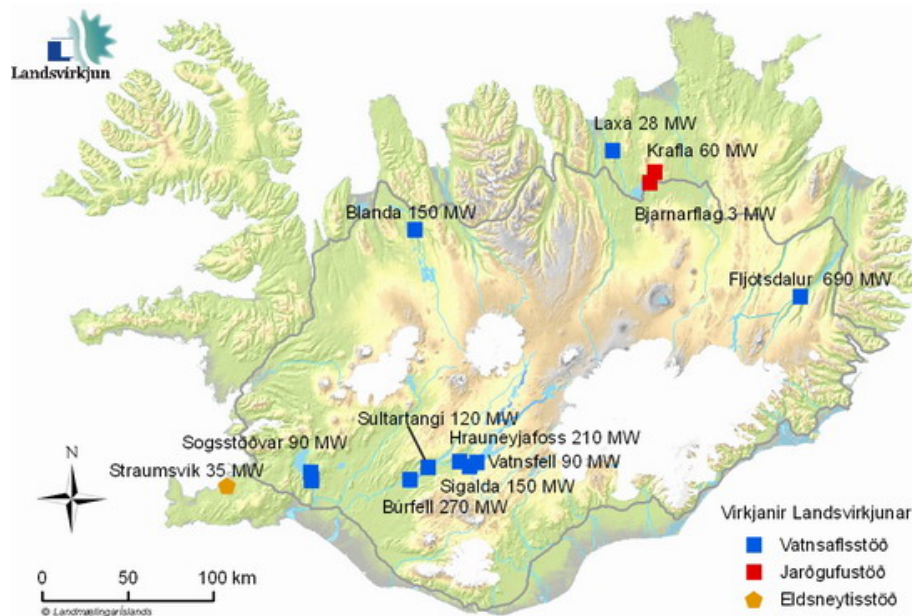 Landsvirkjun
Laxá 28 MW
Krafla 60 MW
Bjarnarflag 3 MW
Blanda 150 MW
Fljótsdalur 690 MW
Sultartangi 120 MW
Hrauneyjafoss 210 MW
Sogsstöðvar 90 MW
Vatnsfell 90 MW
Straumsvík 35 MW
Sigalda 150 MW
Búrfell 270 MW
N
Virkjanir Landsvirkjunar
Vatnsaflsstöð
Jarðgufustöð
Eldsneytisstöð
0 50 100 km
© Landmælingar Íslands